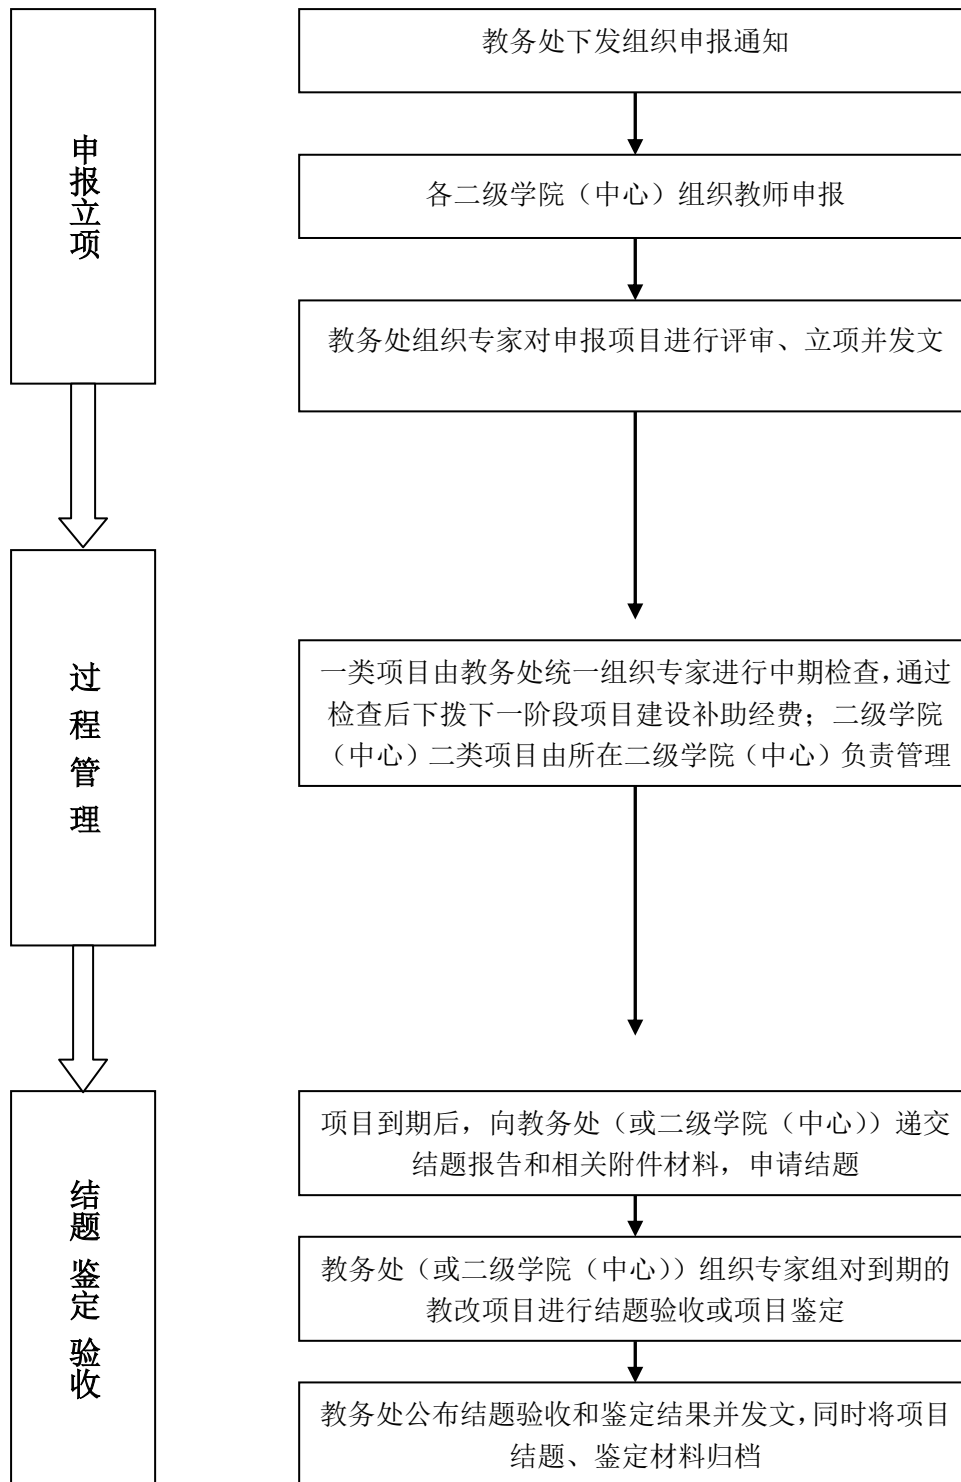 申报立项
教务处下发组织申报通知
各二级学院（中心）组织教师申报
教务处组织专家对申报项目进行评审、立项并发文
过程管理
一类项目由教务处统一组织专家进行中期检查，通过
检查后下拨下一阶段项目建设补助经费；二级学院
（中心）二类项目由所在二级学院（中心）负责管理
结题 鉴定 验收
项目到期后，向教务处（或二级学院（中心））递交
结题报告和相关附件材料，申请结题
教务处（或二级学院（中心））组织专家组对到期的
教改项目进行结题验收或项目鉴定
教务处公布结题验收和鉴定结果并发文，同时将项目
结题、鉴定材料归档